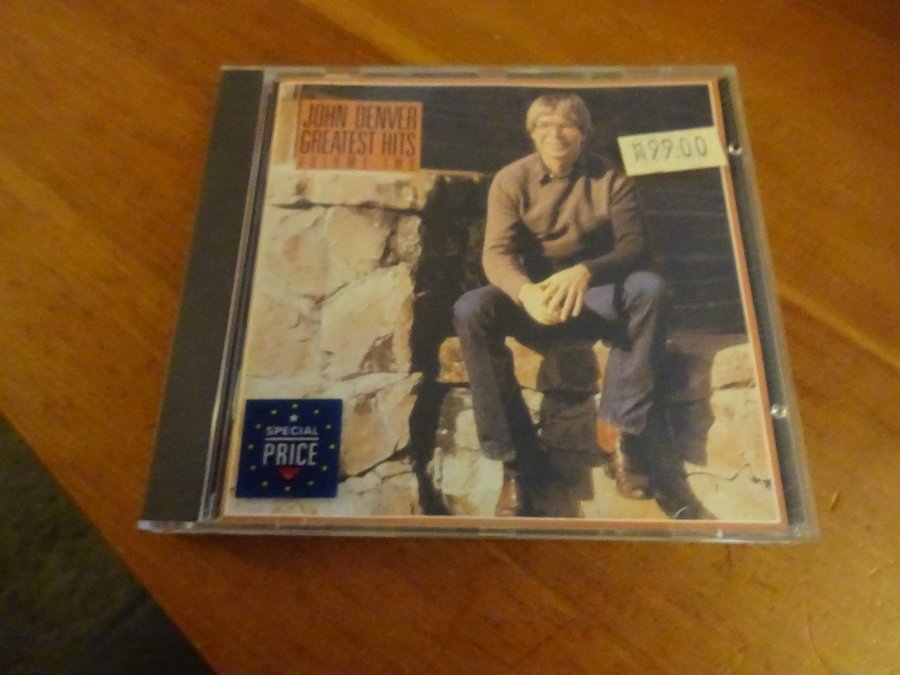 JOHN DENVER
GREATEST HITS
VOLUME TWO
99.00
SPECIAL
PRICE